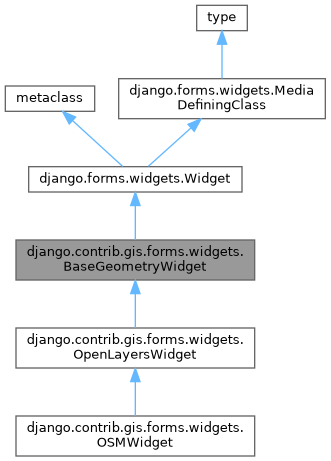 type
metaclass
django.forms.widgets.Media
DefiningClass
django.forms.widgets.Widget
django.contrib.gis.forms.widgets.
BaseGeometryWidget
django.contrib.gis.forms.widgets.
OpenLayersWidget
django.contrib.gis.forms.widgets.
OSMWidget